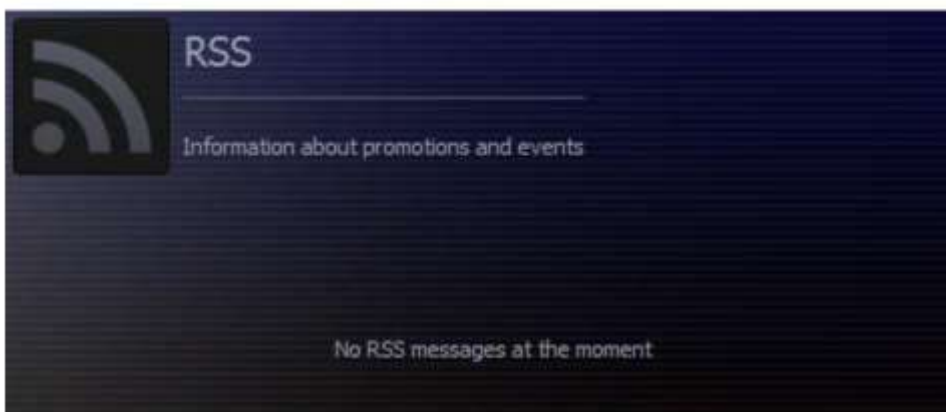 RSS
Information about promotions and events
No RSS messages at the moment